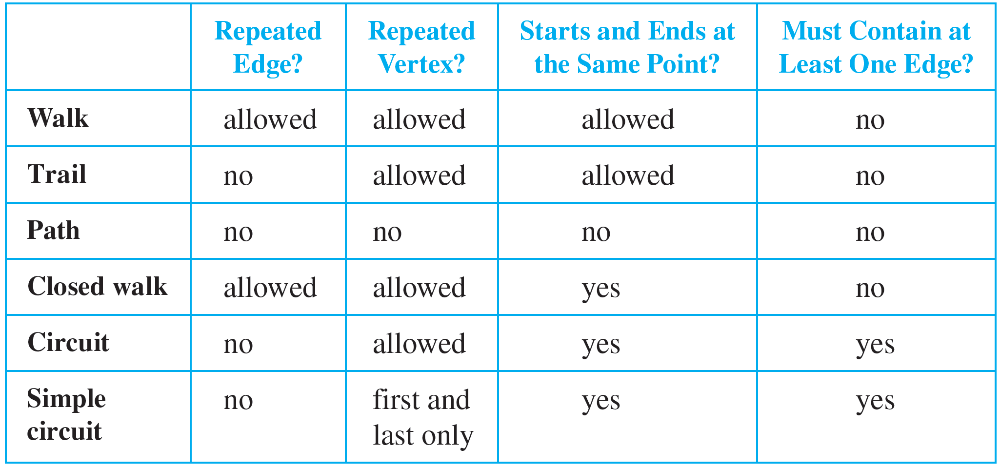 Repeated Edge? Repeated Vertex? Starts and Ends at the Same Point? Must Contain at Least One Edge?
Walk allowed allowed allowed no
Trail no allowed allowed no
Path no no no no
Closed walk allowed allowed yes no
Circuit no allowed yes yes
Simple circuit no first and last only yes yes